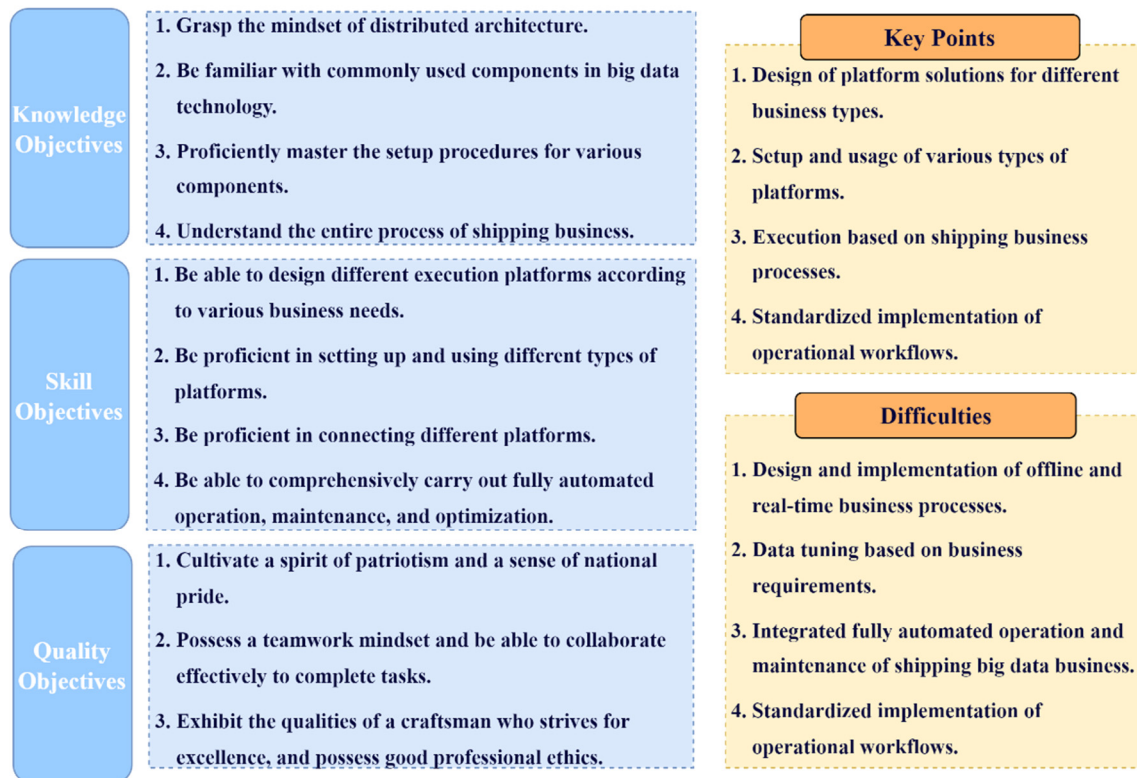 Knowledge
Objectives
1. Grasp the mindset of distributed architecture.
2. Be familiar with commonly used components in big data
technology.
3. Proficiently master the setup procedures for various
components.
4. Understand the entire process of shipping business.
Skill
Objectives
1. Be able to design different execution platforms according
to various business needs.
2. Be proficient in setting up and using different types of
platforms.
3. Be proficient in connecting different platforms.
4. Be able to comprehensively carry out fully automated
operation, maintenance, and optimization.
Quality
Objectives
1. Cultivate a spirit of patriotism and a sense of national
pride.
2. Possess a teamwork mindset and be able to collaborate
effectively to complete tasks.
3. Exhibit the qualities of a craftsman who strives for
excellence, and possess good professional ethics.
Key Points
1. Design of platform solutions for different
business types.
2. Setup and usage of various types of
platforms.
3. Execution based on shipping business
processes.
4. Standardized implementation of
operational workflows.
Difficulties
1. Design and implementation of offline and
real-time business processes.
2. Data tuning based on business
requirements.
3. Integrated fully automated operation and
maintenance of shipping big data business.
4. Standardized implementation of
operational workflows.